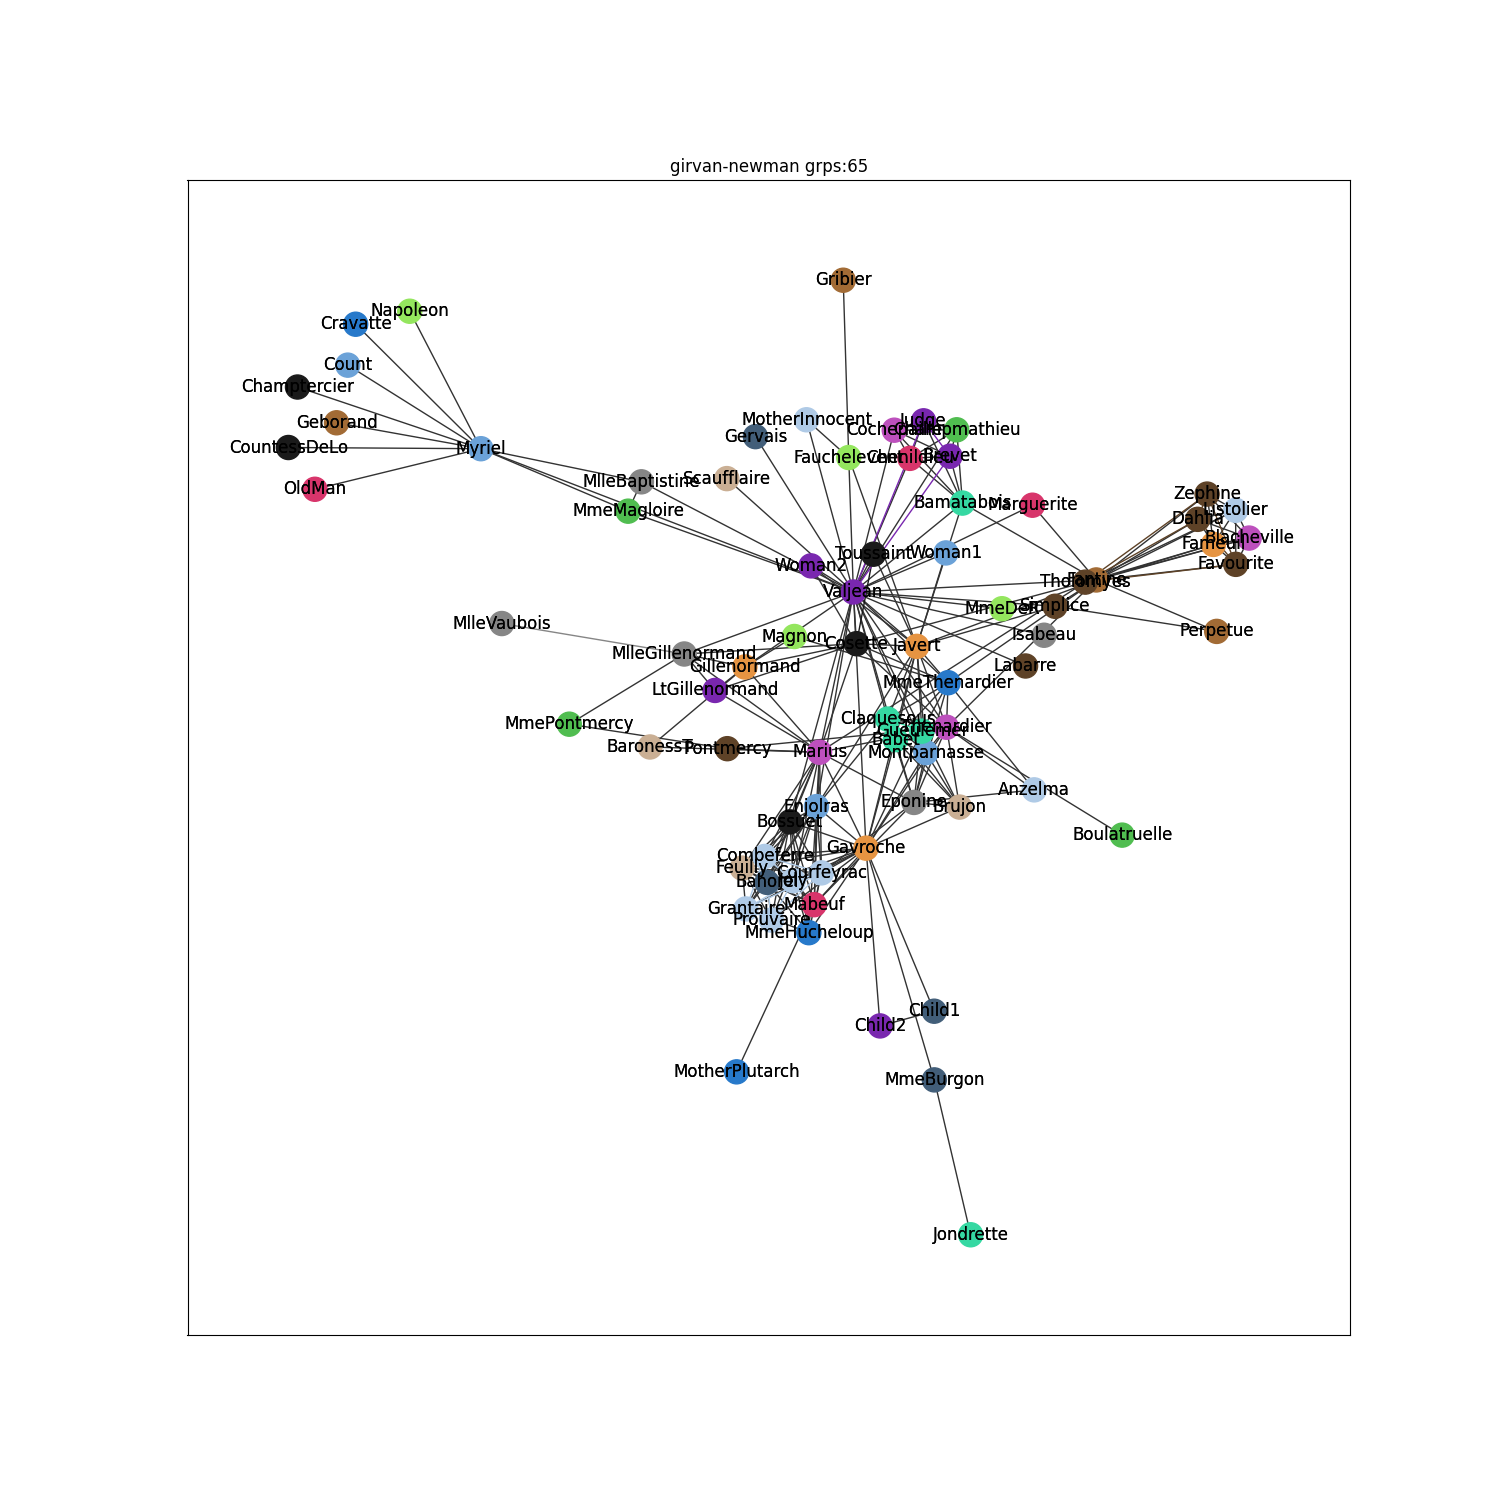 girvan-newman grps:65
Gribier
Napoleon
Cravatte
Count
Champtercier
Geborand
CountessDeLo
Myriel
OldMan
MlleBaptistine
MmeMagloire
MotherInnocent
Gervais
Scaufflaire
Judge
Champmathieu
Brevet
Bamatabois
Marguerite
Zephine
Dahlia
Listolier
Fameuil
Blacheville
Favourite
Toussaint
Woman1
Woman2
Valjean
Fantine
Simplice
MmeDeR
Isabeau
Perpetue
MlleVaubois
Magnon
Cosette
Javert
MlleGillenormand
Gillenormand
Labarre
LtGillenormand
MmeThenardier
MmePontmercy
Claquesous
Thenardier
Gueulemer
Babet
BaronessT
Pontmercy
Marius
Montparnasse
Anzelma
Enjolras
Eponine
Brujon
Bossuet
Boulatruelle
Gavroche
Combeferre
Feuilly
Courfeyrac
Bahorel
Joly
Grantaire
Mabeuf
Prouvaire
MmeHucheloup
Child1
Child2
MotherPlutarch
MmeBurgon
Jondrette